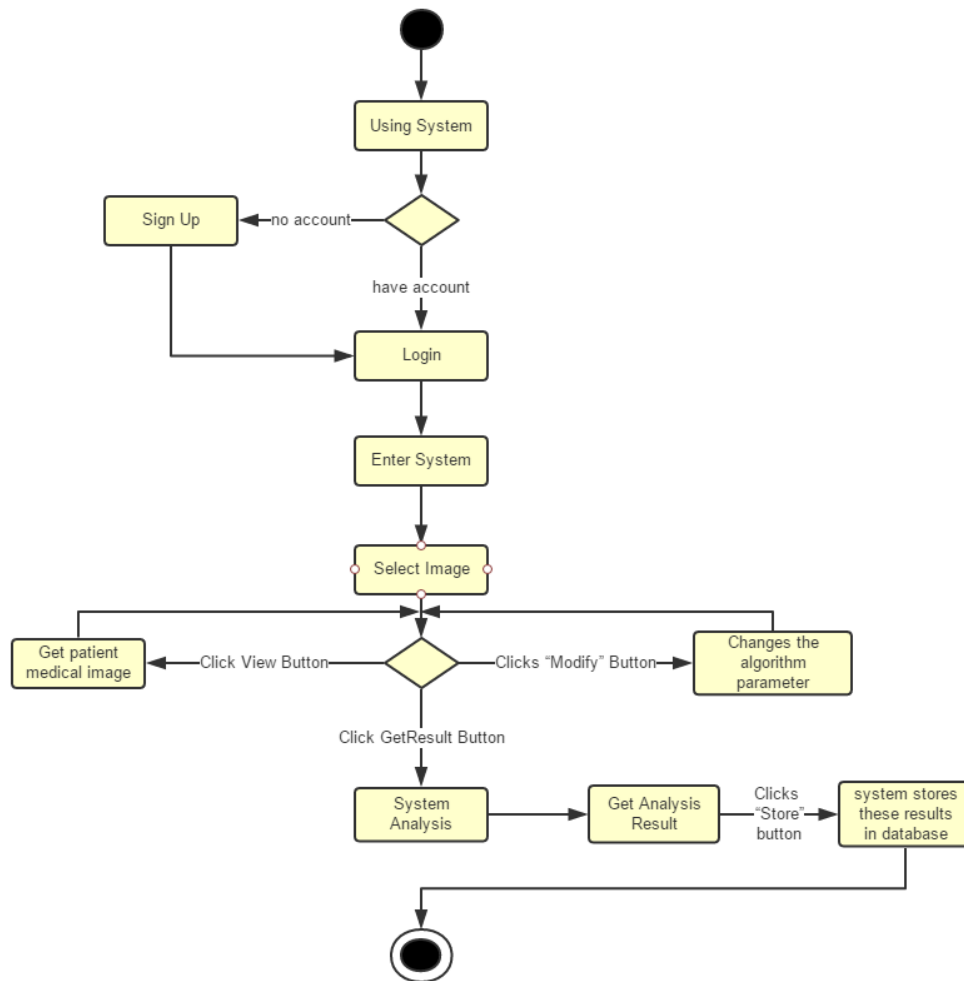 Using System
Sign Up
no account
have account
Login
Enter System
Select Image
Get patient
medical image
Click View Button
Clicks “Modify” Button
Changes the
algorithm
parameter
Click GetResult Button
System
Analysis
Get Analysis
Result
Clicks
“Store”
button
system stores
these results
in database